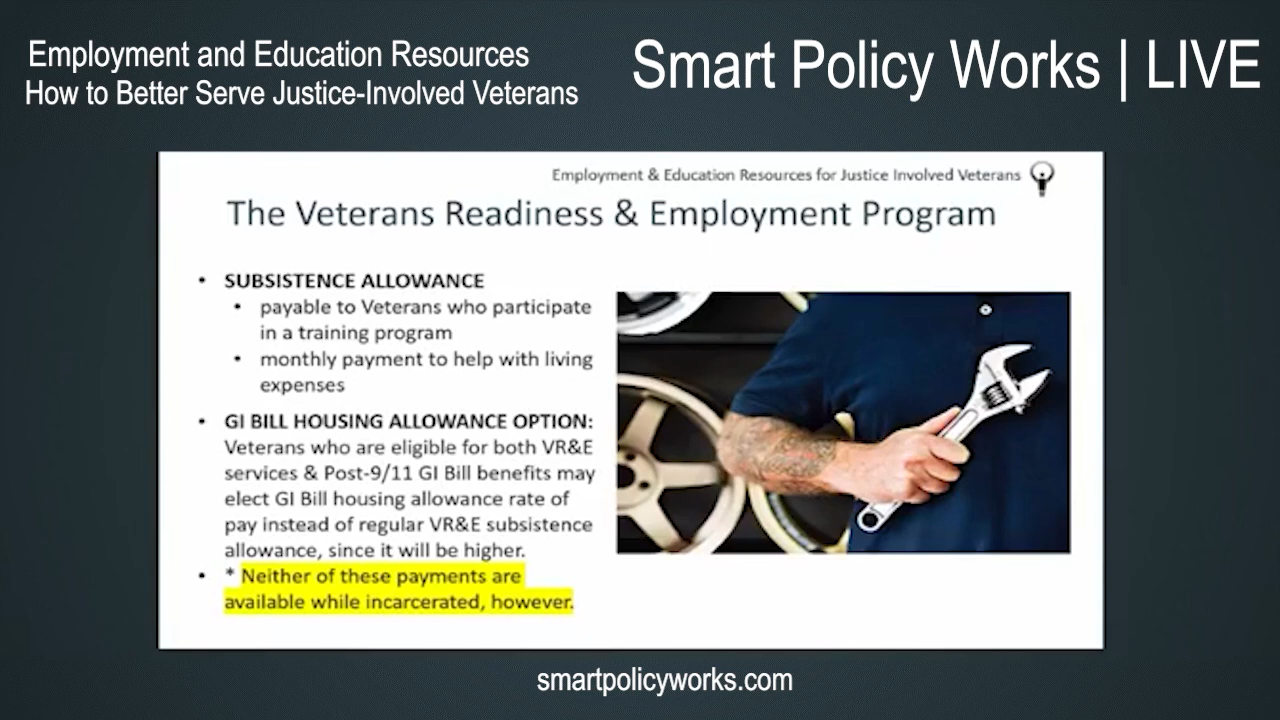 Employment and Education Resources
How to Better Serve Justice-Involved Veterans
Smart Policy Works | LIVE
Employment & Education Resources for Justice Involved Veterans
The Veterans Readiness & Employment Program
• SUBSISTENCE ALLOWANCE
• payable to Veterans who participate
in a training program
• monthly payment to help with living
expenses
• GI BILL HOUSING ALLOWANCE OPTION:
Veterans who are eligible for both VR&E
services & Post-9/11 GI Bill benefits may
elect GI Bill housing allowance rate of
pay instead of regular VR&E subsistence
allowance, since it will be higher.
• * Neither of these payments are
available while incarcerated, however.
smartpolicyworks.com